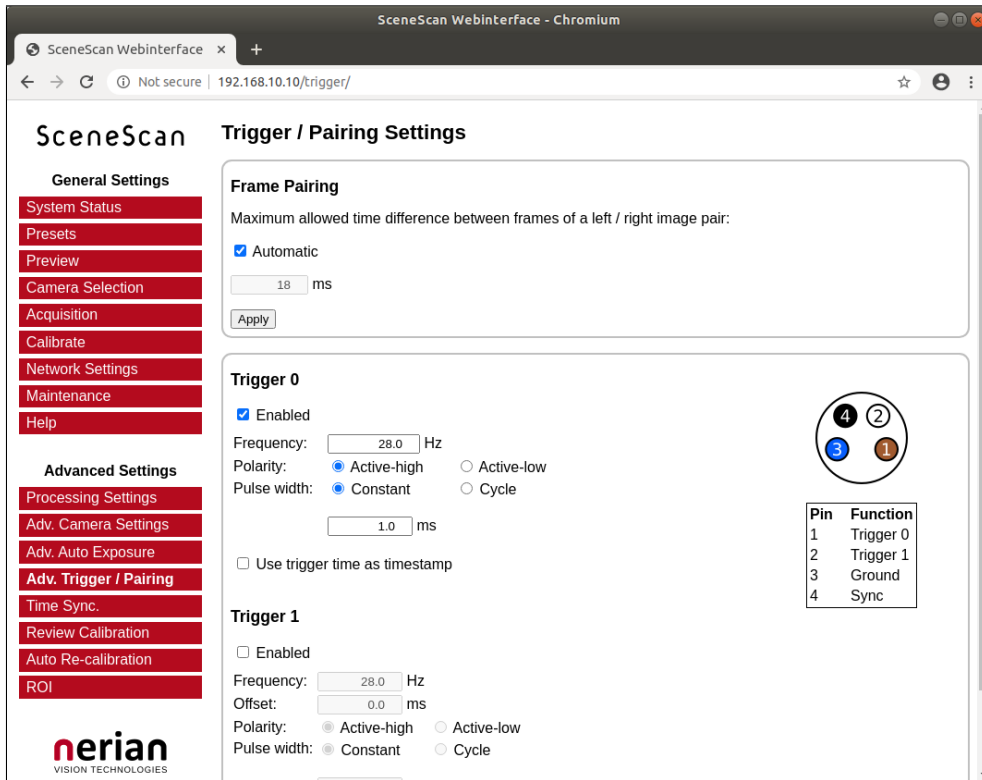 SceneScan Webinterface - Chromium
SceneScan Webinterface × +
Not secure | 192.168.10.10/trigger/
SceneScan
General Settings
System Status
Presets
Preview
Camera Selection
Acquisition
Calibrate
Network Settings
Maintenance
Help
Advanced Settings
Processing Settings
Adv. Camera Settings
Adv. Auto Exposure
Adv. Trigger / Pairing
Time Sync.
Review Calibration
Auto Re-calibration
ROI
nerian
VISION TECHNOLOGIES
Trigger / Pairing Settings
Frame Pairing
Maximum allowed time difference between frames of a left / right image pair:
Automatic
18 ms
Apply
Trigger 0
Enabled
Frequency: 28.0 Hz
Polarity: Active-high Active-low
Pulse width: Constant Cycle
1.0 ms
Use trigger time as timestamp
4 2
3 1
Pin Function
1 Trigger 0
2 Trigger 1
3 Ground
4 Sync
Trigger 1
Enabled
Frequency: 28.0 Hz
Offset: 0.0 ms
Polarity: Active-high Active-low
Pulse width: Constant Cycle